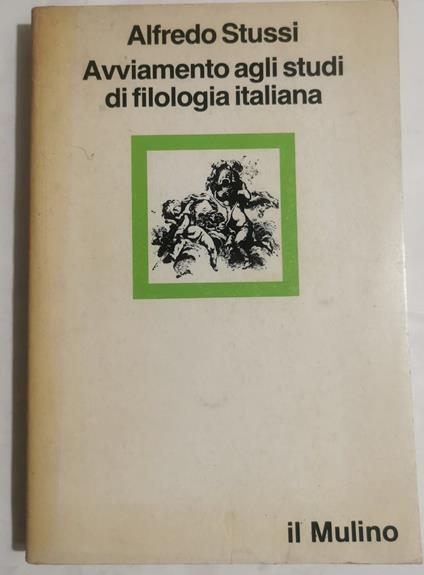 Alfredo Stussi
Avviamento agli studi
di filologia italiana
il Mulino